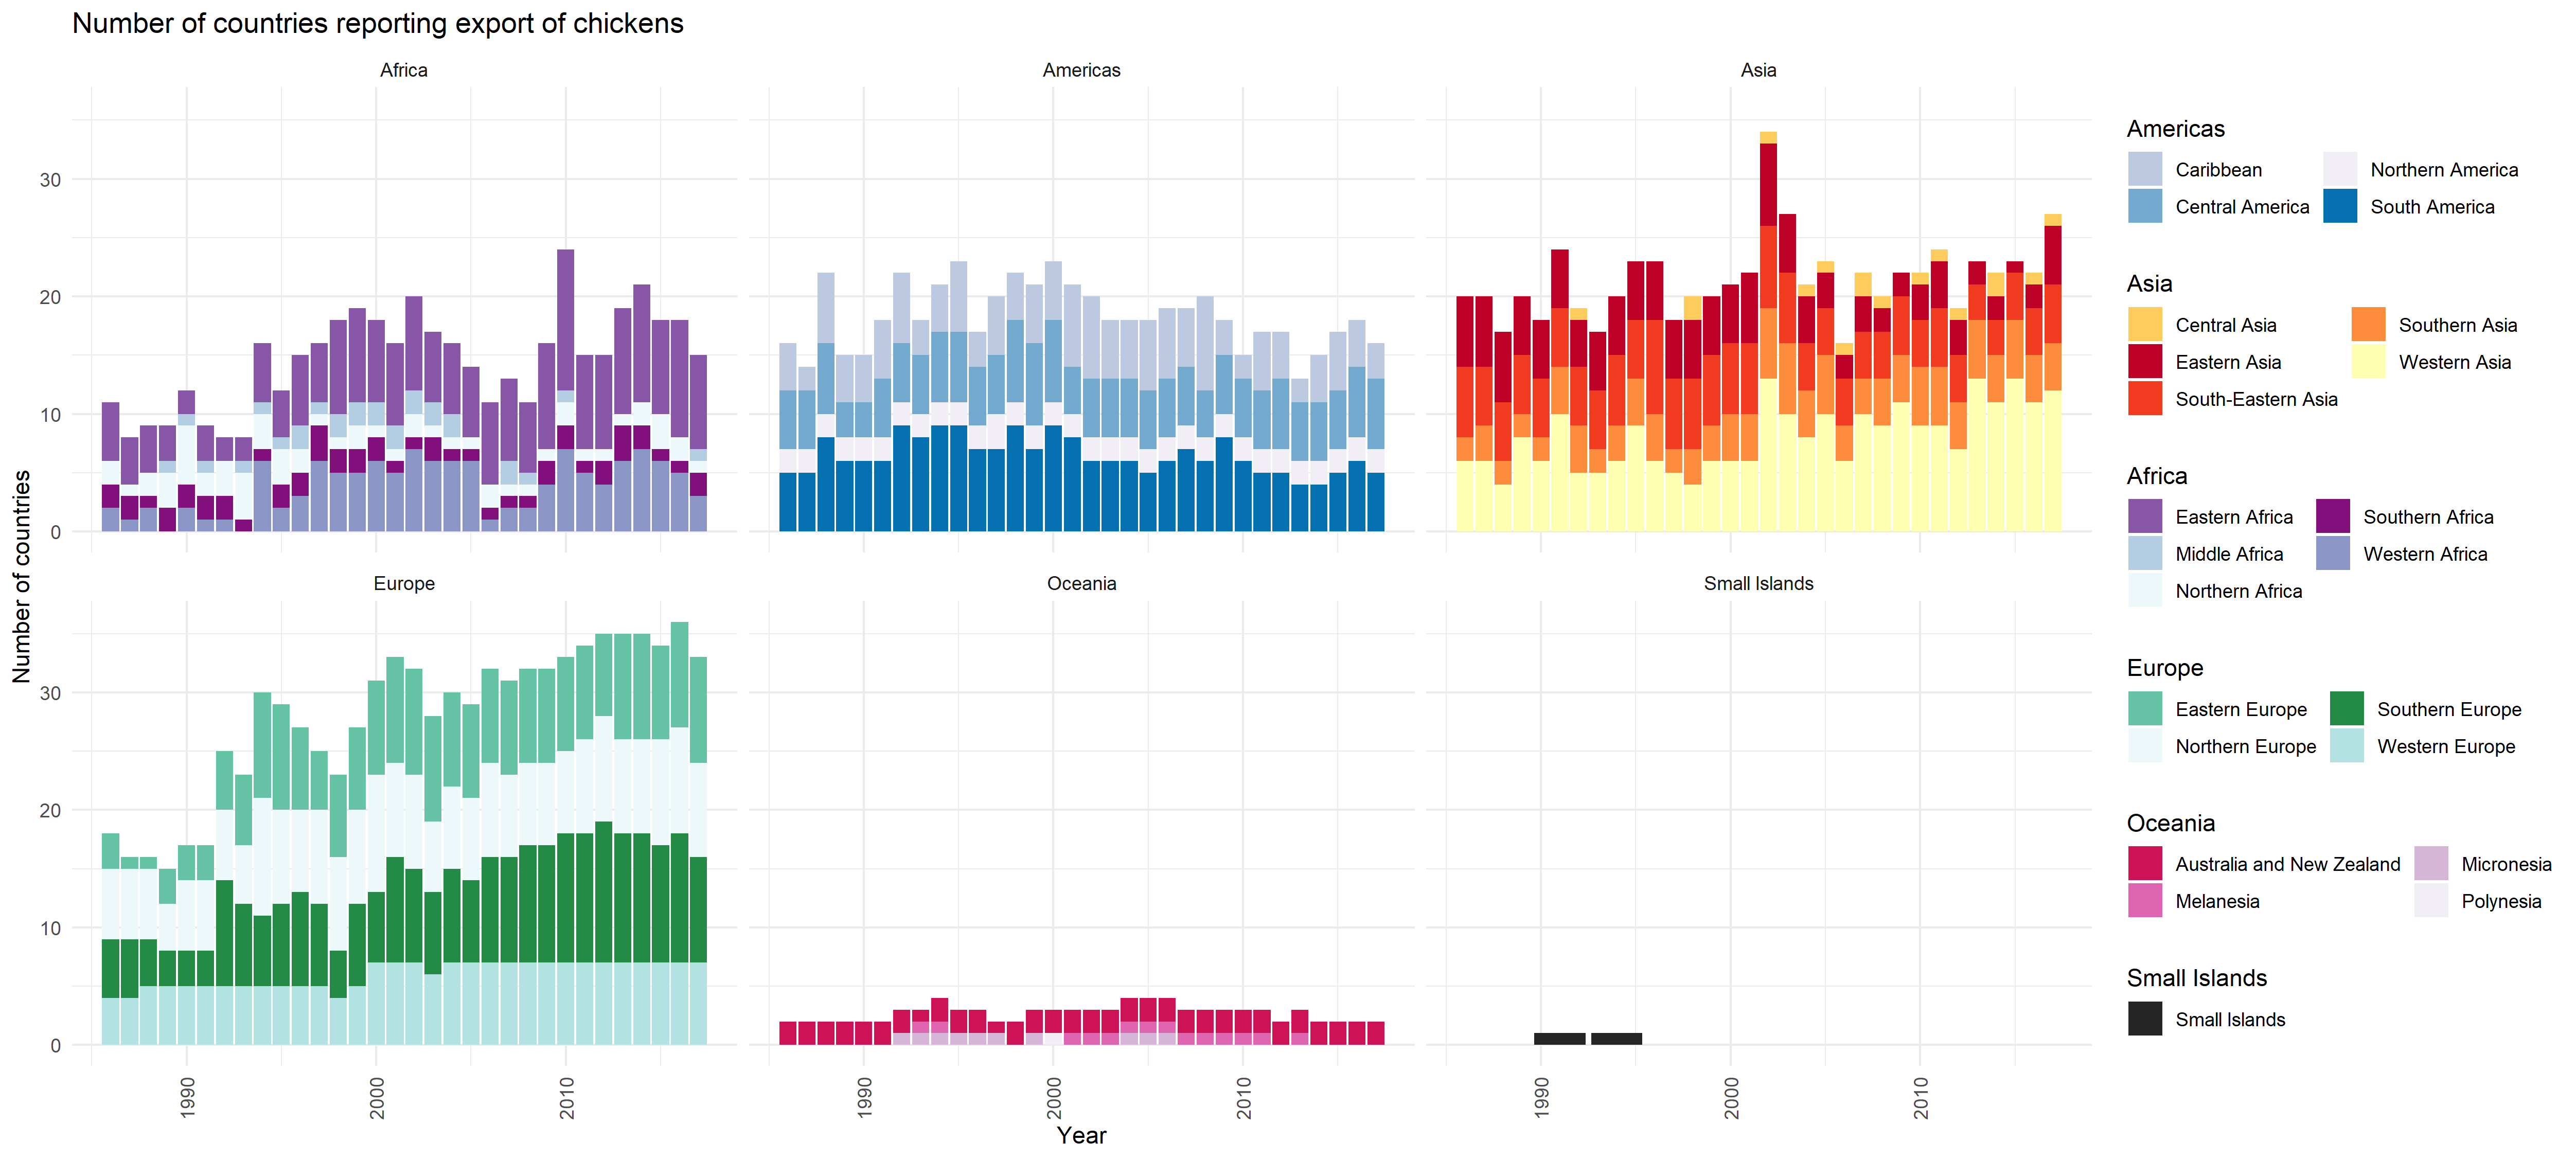 Number of countries reporting export of chickens
Africa
Americas
Asia
30
20
10
0
Number of countries
Europe
Oceania
Small Islands
30
20
10
0
1990
2000
2010
1990
2000
2010
1990
2000
2010
Year
Americas
Caribbean
Northern America
Central America
South America
Asia
Central Asia
Southern Asia
Eastern Asia
Western Asia
South-Eastern Asia
Africa
Eastern Africa
Southern Africa
Middle Africa
Western Africa
Northern Africa
Europe
Eastern Europe
Southern Europe
Northern Europe
Western Europe
Oceania
Australia and New Zealand
Micronesia
Melanesia
Polynesia
Small Islands
Small Islands